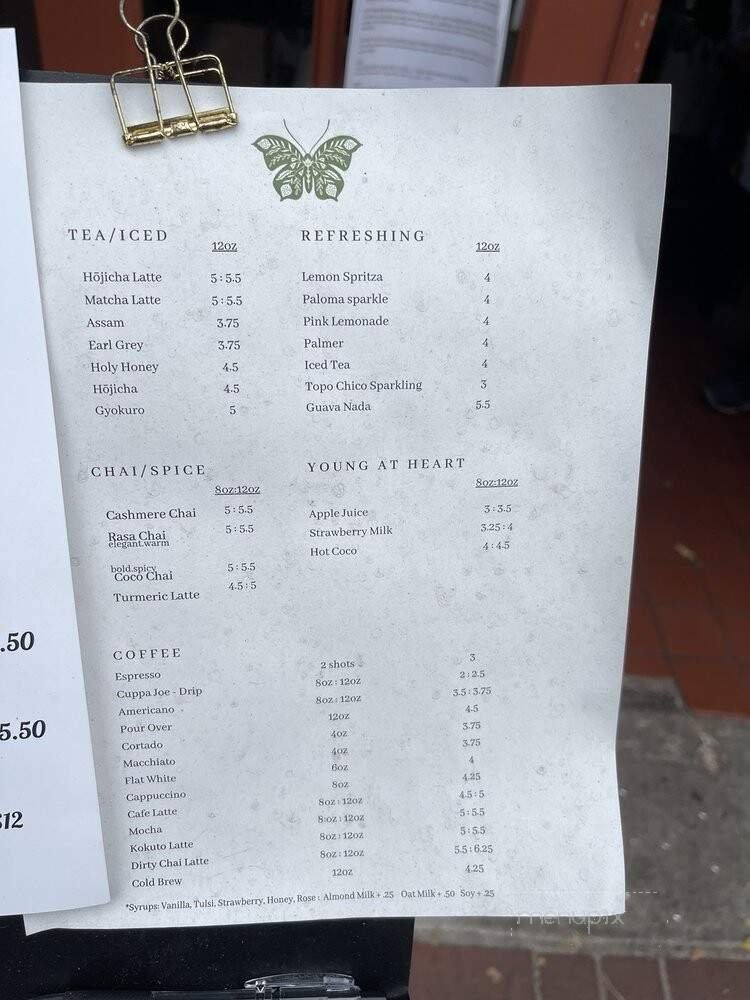 TEA/ICED
12oz
Hōjicha Latte 5 : 5.5
Matcha Latte 5 : 5.5
Assam 3.75
Earl Grey 3.75
Holy Honey 4.5
Hōjicha 4.5
Gyokuro 5
REFRESHING
12oz
Lemon Spritza 4
Paloma sparkle 4
Pink Lemonade 4
Palmer 4
Iced Tea 4
Topo Chico Sparkling 3
Guava Nada 5.5
CHAI/SPICE
8oz:12oz
Cashmere Chai 5 : 5.5
Rasa Chai 5 : 5.5
elegant.warm
bold.spicy
Coco Chai 5 : 5.5
Turmeric Latte 4.5 : 5
YOUNG AT HEART
8oz:12oz
Apple Juice 3 : 3.5
Strawberry Milk 3.25 : 4
Hot Coco 4 : 4.5
COFFEE
Espresso 2 shots 3
Cuppa Joe - Drip 8oz : 12oz 2 : 2.5
Americano 8oz : 12oz 3.5 : 3.75
Pour Over 12oz 4.5
Cortado 4oz 3.75
Macchiato 4oz 3.75
Flat White 6oz 4
Cappuccino 8oz 4.25
Cafe Latte 8oz : 12oz 4.5 : 5
Mocha 8:oz : 12oz 5 : 5.5
Kokuto Latte 8oz : 12oz 5 : 5.5
Dirty Chai Latte 8oz : 12oz 5.5 : 6.25
Cold Brew 12oz 4.25
*Syrups: Vanilla, Tulsi, Strawberry, Honey, Rose : Almond Milk + .25 Oat Milk + .50 Soy + .25
.50
5.50
$12
menupix